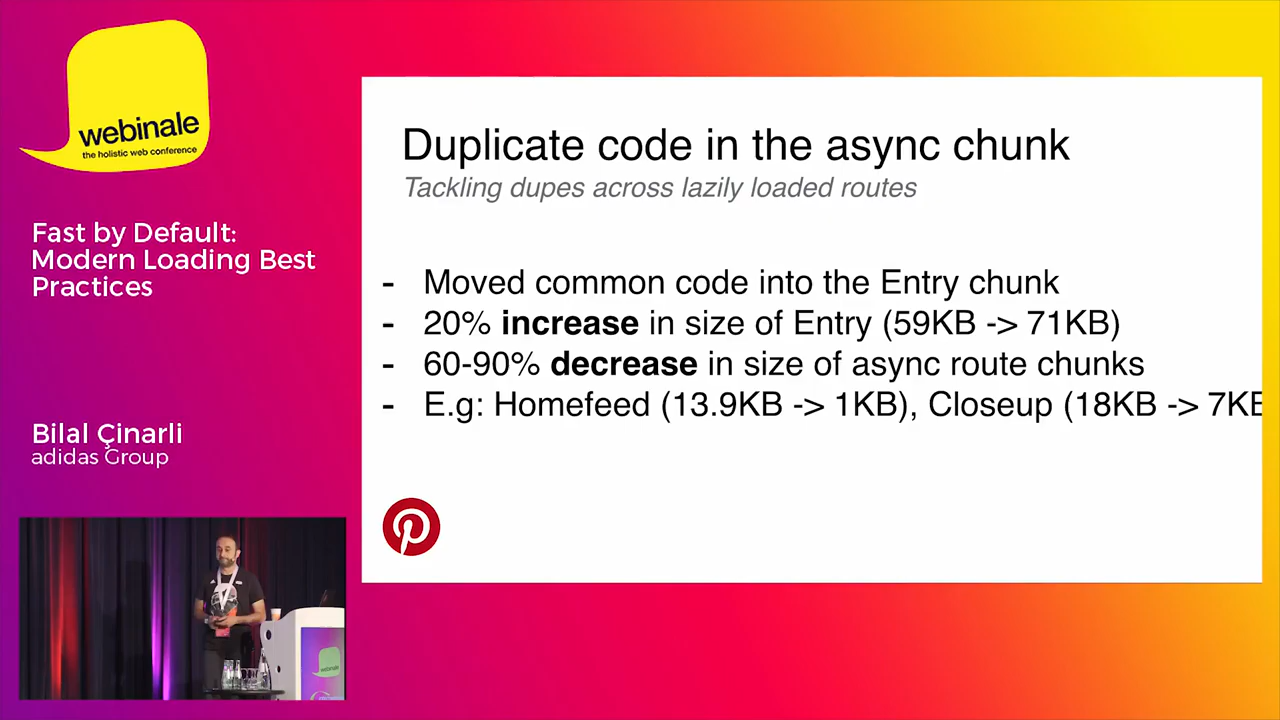 webinale
the holistic web conference
Fast by Default:
Modern Loading Best
Practices
Bilal Çinarli
adidas Group
Duplicate code in the async chunk
Tackling dupes across lazily loaded routes
- Moved common code into the Entry chunk
- 20% increase in size of Entry (59KB -> 71KB)
- 60-90% decrease in size of async route chunks
- E.g: Homefeed (13.9KB -> 1KB), Closeup (18KB -> 7KB
webinale